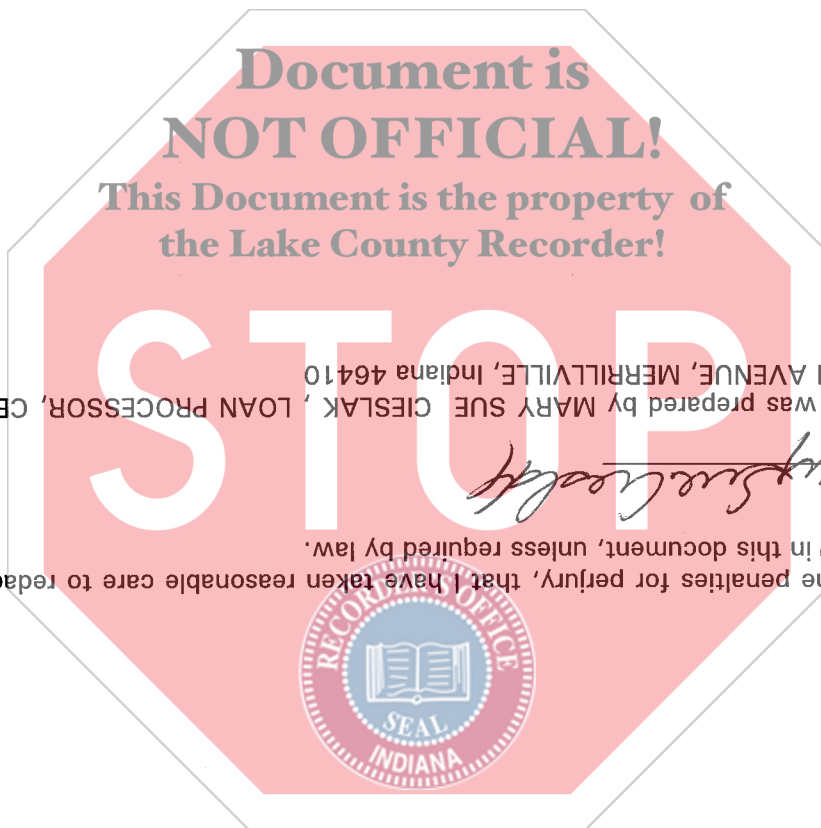 Document is
NOT OFFICIAL!
This Document is the property of
the Lake County Recorder!
STOP
AVENUE, MERRILLVILLE, Indiana 46410
was prepared by MARY SUE CIESLAK , LOAN PROCESSOR,
Sue Cieslak
in this document, unless required by law.
penalties for perjury, that I have taken reasonable care to
RECORDER'S OFFICE
SEAL
INDIANA